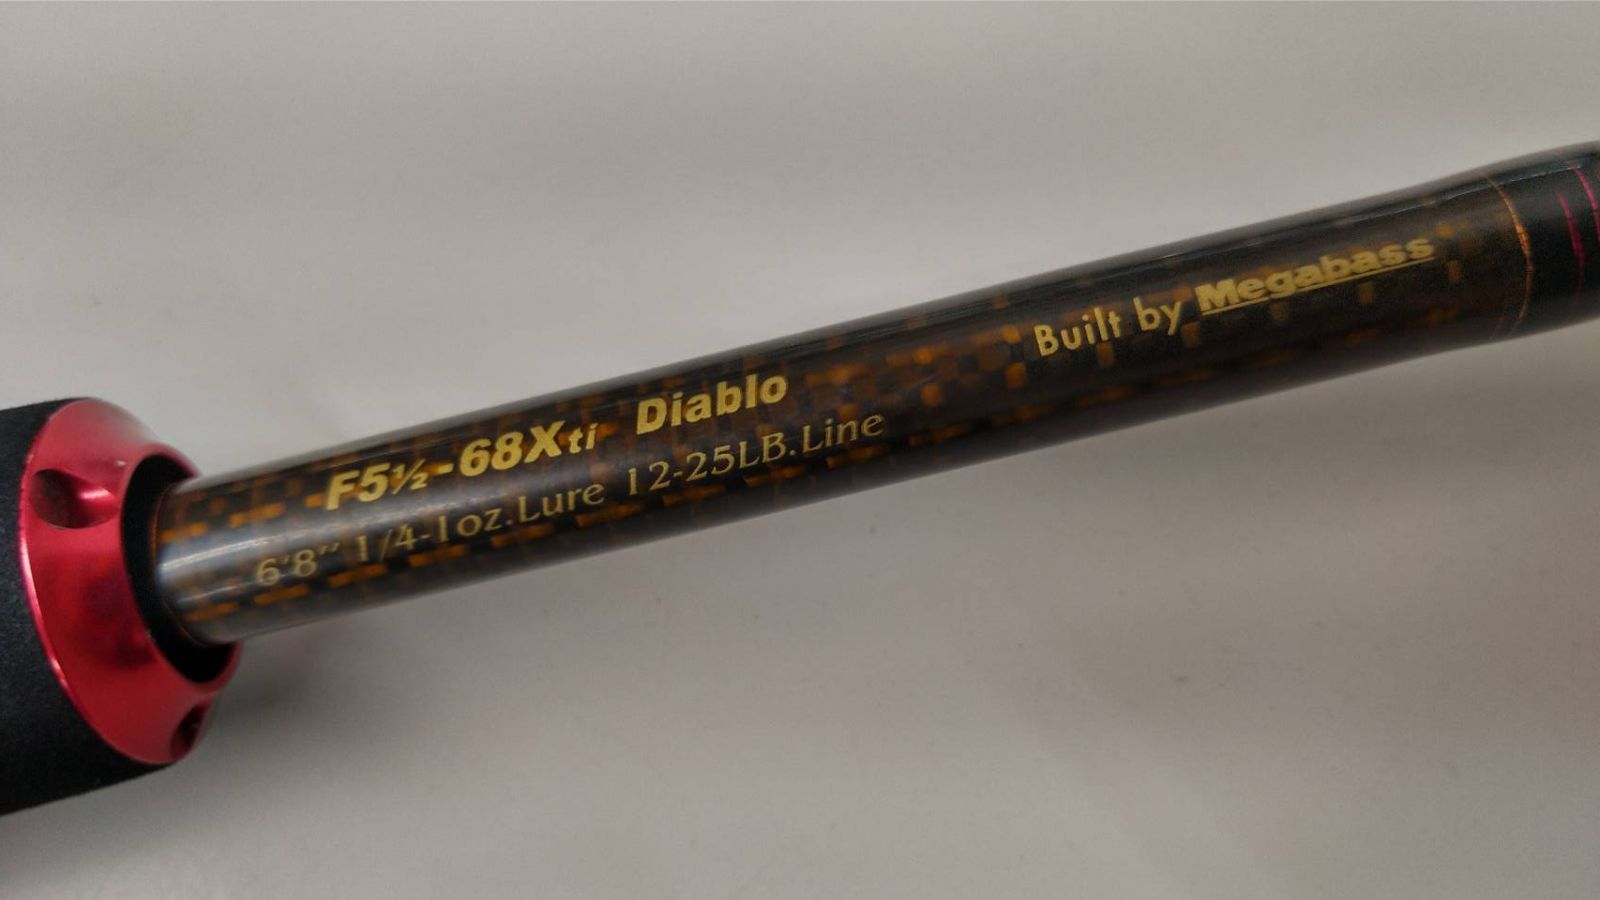 F5½-68Xti Diablo
6'8" 1/4-1oz.Lure 12-25LB.Line
Built by Megabass